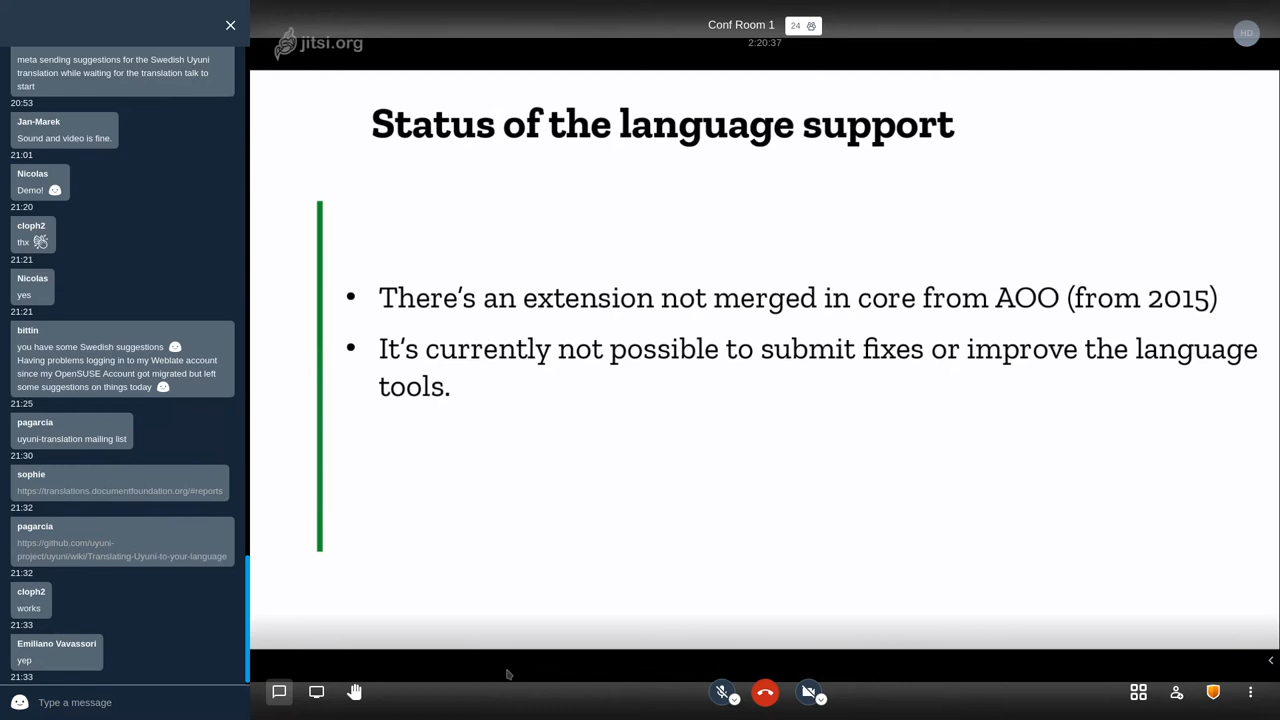 meta sending suggestions for the Swedish Uyuni
translation while waiting for the translation talk to
start
20:53
Jan-Marek
Sound and video is fine.
21:01
Nicolas
Demo!
21:20
cloph2
thx
21:21
Nicolas
yes
21:21
bittin
you have some Swedish suggestions
Having problems logging in to my Weblate account
since my OpenSUSE Account got migrated but left
some suggestions on things today
21:25
pagarcia
uyuni-translation mailing list
21:30
sophie
https://translations.documentfoundation.org/#reports
21:32
pagarcia
https://github.com/uyuni-
project/uyuni/wiki/Translating-Uyuni-to-your-language
21:32
cloph2
works
21:33
Emiliano Vavassori
yep
21:33
Type a message
jitsi.org
Conf Room 1 24
2:20:37
HD
Status of the language support
• There's an extension not merged in core from AOO (from 2015)
• It's currently not possible to submit fixes or improve the language
tools.